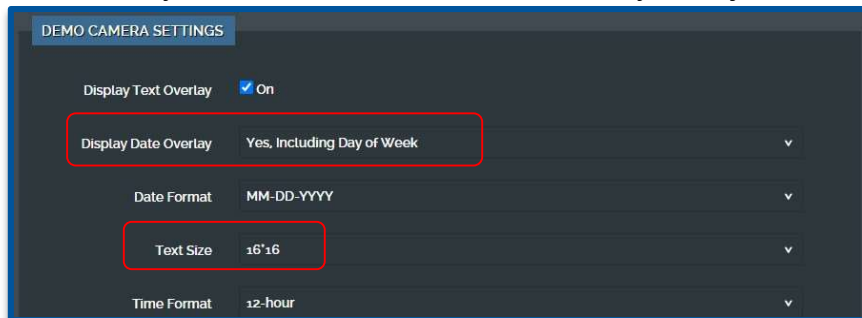 DEMO CAMERA SETTINGS
Display Text Overlay On
Display Date Overlay Yes, Including Day of Week
Date Format MM-DD-YYYY
Text Size 16*16
Time Format 12-hour